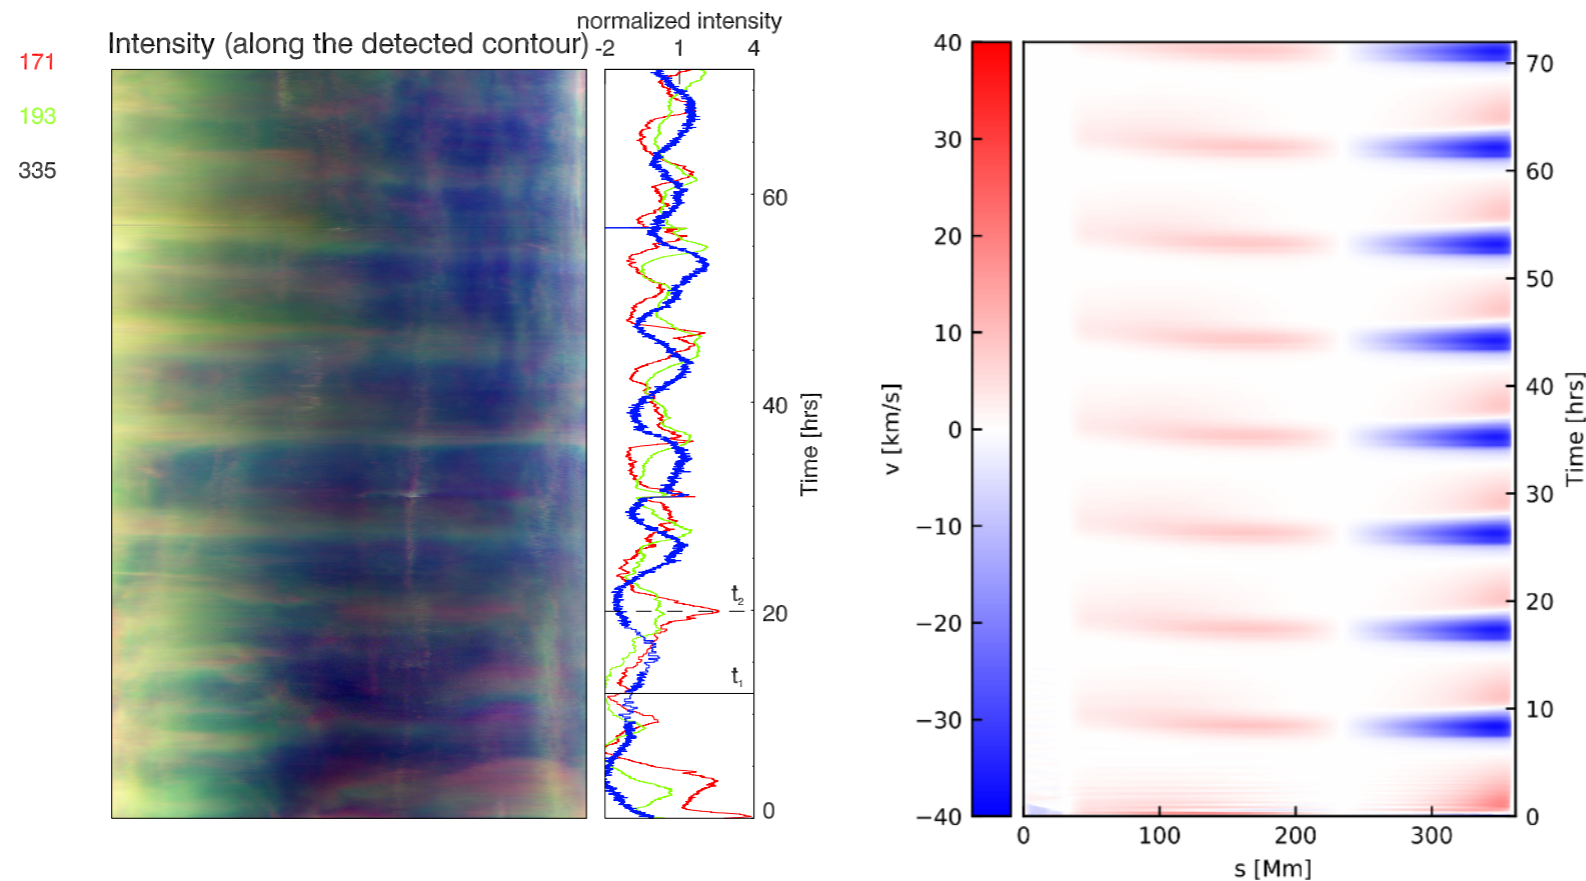 normalized intensity
Intensity (along the detected contour)
-2 1 4
171
193
335
60
40
20
0
Time [hrs]
t2
t1
40
30
20
10
0
−10
−20
−30
−40
v [km/s]
70
60
50
40
30
20
10
0
Time [hrs]
0 100 200 300
s [Mm]